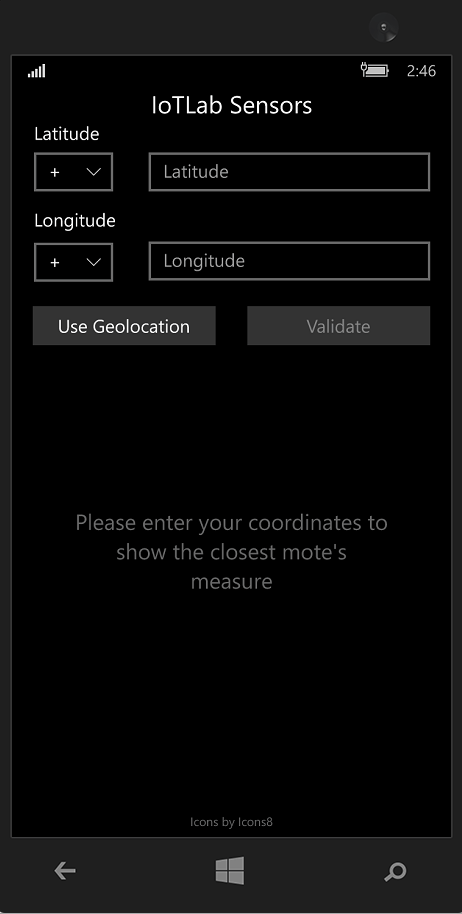 2:46
IoTLab Sensors
Latitude
+ Latitude
Longitude
+ Longitude
Use Geolocation Validate
Please enter your coordinates to
show the closest mote's
measure
Icons by Icons8